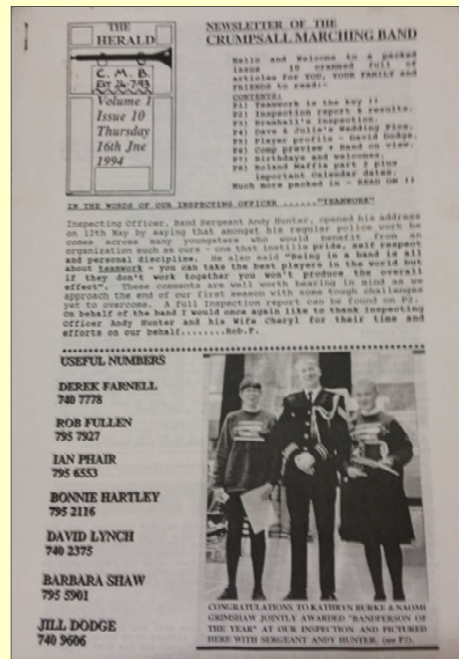 THE
HERALD
C. M. B.
EST 26-7-93
Volume 1
Issue 10
Thursday
16th Jne
1994
NEWSLETTER OF THE
CRUMPSALL MARCHING BAND
Hello and Welcome to a packed
issue 10 crammed full of
articles for YOU, YOUR FAMILY and
FRIENDS to read:-
CONTENTS:
P1) Teamwork is the key !!
P2) Inspection report & results.
P3) Bramhall's Inspection.
P4) Dave & Julie's Wedding Pics.
P5) Player profile - David Dodge.
P6) Comp preview + Band on view.
P7) Birthdays and welcomes.
P8) Roland Maffia part 2 plus
important Calendar dates.
Much more packed in - READ ON !!
IN THE WORDS OF OUR INSPECTING OFFICER ......"TEAMWORK"
Inspecting Officer, Band Sergeant Andy Hunter, opened his address
on 12th May by saying that amongst his regular police work he
comes across many youngsters who would benefit from an
organization such as ours - one that instills pride, self respect
and personal discipline. He also said "Being in a band is all
about teamwork - you can take the best players in the world but
if they don't work together you won't produce the overall
effect". These comments are well worth bearing in mind as we
approach the end of our first season with some tough challenges
yet to overcome. A full Inspection report can be found on P2.
On behalf of the band I would once again like to thank Inspecting
Officer Andy Hunter and his Wife Cheryl for their time and
efforts on our behalf........Rob.F.
USEFUL NUMBERS
DEREK FARNELL
740 7778
ROB FULLEN
795 7927
IAN PHAIR
795 6553
BONNIE HARTLEY
795 2116
DAVID LYNCH
740 2375
BARBARA SHAW
795 5901
JILL DODGE
740 9606
CONGRATULATIONS TO KATHRYN BURKE & NAOMI
GRIMSHAW JOINTLY AWARDED "BANDPERSON OF
THE YEAR" AT OUR INSPECTION AND PICTURED
HERE WITH SERGEANT ANDY HUNTER. (see P2).